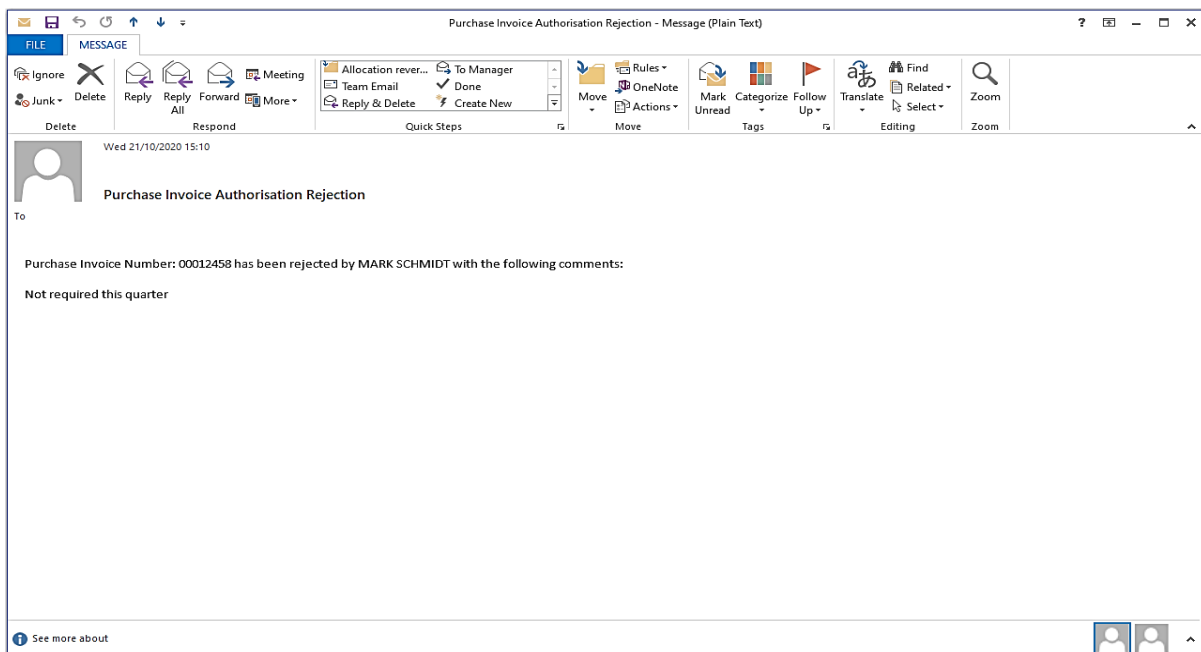 Purchase Invoice Authorisation Rejection - Message (Plain Text)
?
FILE MESSAGE
Ignore
Junk
Delete
Reply
Reply All
Forward
Meeting
More
Allocation rever...
Team Email
Reply & Delete
To Manager
Done
Create New
Move
Rules
OneNote
Actions
Mark Unread
Categorize
Follow Up
Translate
Find
Related
Select
Zoom
Delete Respond Quick Steps Move Tags Editing Zoom
Wed 21/10/2020 15:10
Purchase Invoice Authorisation Rejection
To
Purchase Invoice Number: 00012458 has been rejected by MARK SCHMIDT with the following comments:
Not required this quarter
See more about